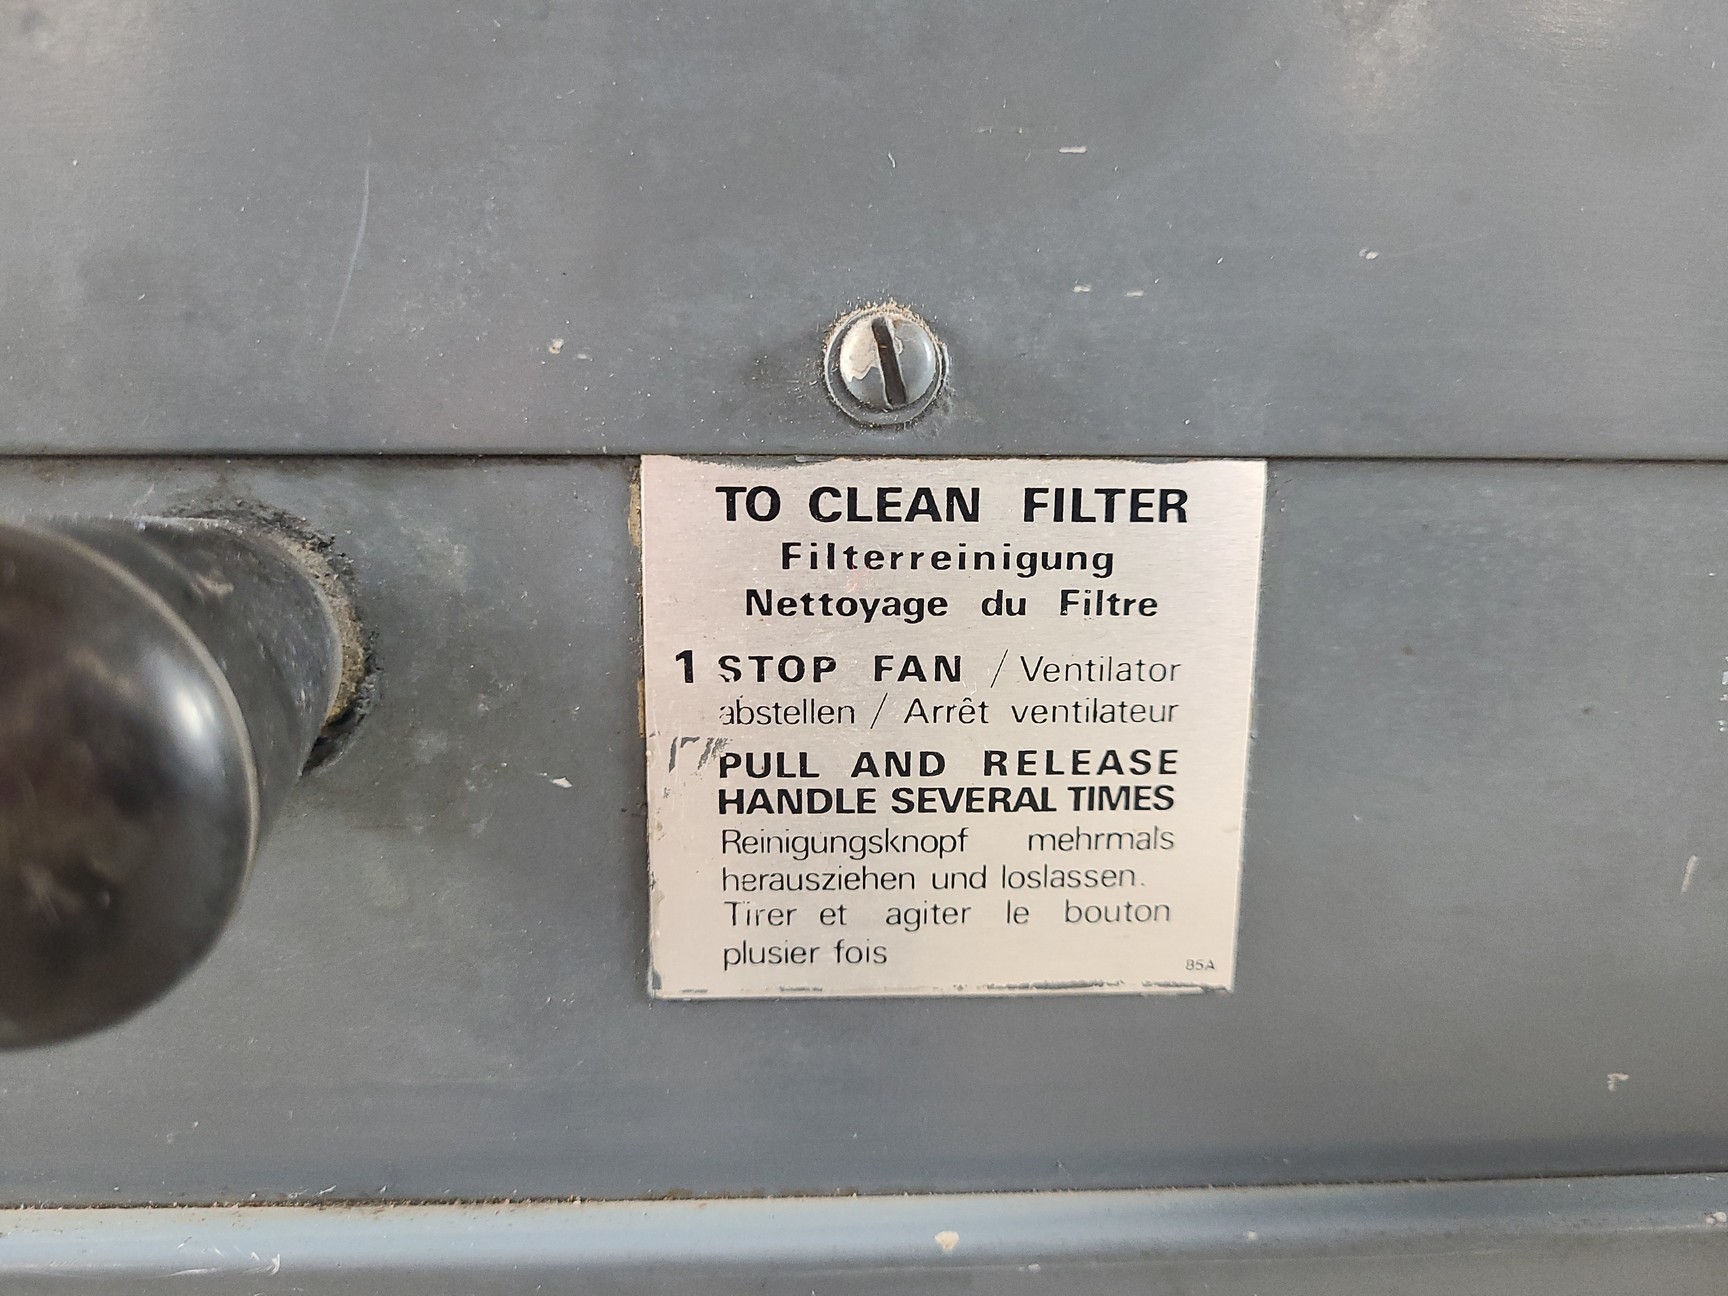 TO CLEAN FILTER
Filterreinigung
Nettoyage du Filtre
1 STOP FAN / Ventilator
abstellen / Arrêt ventilateur
PULL AND RELEASE
HANDLE SEVERAL TIMES
Reinigungsknopf mehrmals
herausziehen und loslassen.
Tirer et agiter le bouton
plusier fois
85A